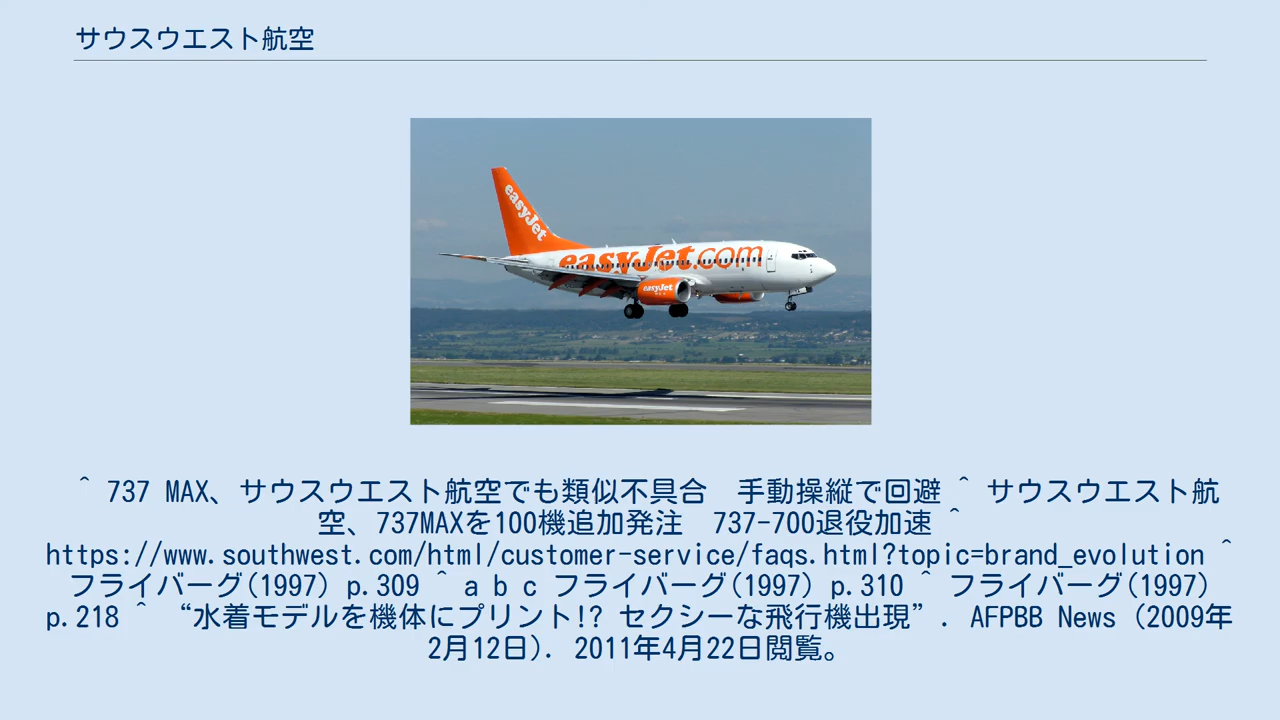 サウスウエスト航空
easyJet
easyJet.com
easyJet
^ 737 MAX、サウスウエスト航空でも類似不具合　手動操縦で回避 ^ サウスウエスト航
空、737MAXを100機追加発注　737-700退役加速 ^
https://www.southwest.com/html/customer-service/faqs.html?topic=brand_evolution ^
フライバーグ(1997) p.309 ^ a b c フライバーグ(1997) p.310 ^ フライバーグ(1997)
p.218 ^ “水着モデルを機体にプリント!? セクシーな飛行機出現”. AFPBB News (2009年
2月12日). 2011年4月22日閲覧。